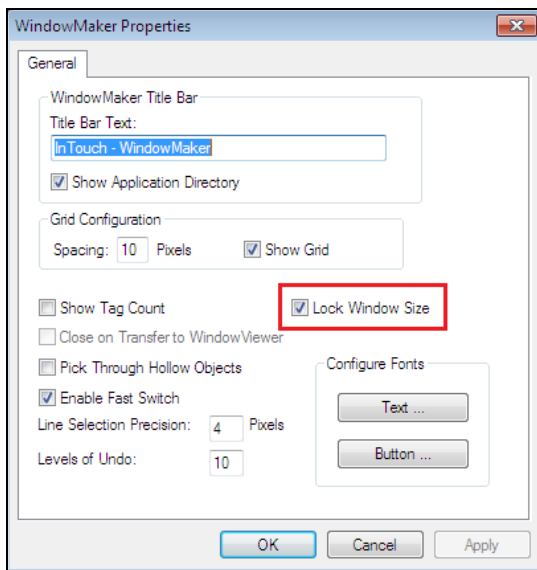 WindowMaker Properties
General
WindowMaker Title Bar
Title Bar Text:
InTouch - WindowMaker
Show Application Directory
Grid Configuration
Spacing: 10 Pixels Show Grid
Show Tag Count Lock Window Size
Close on Transfer to WindowViewer
Pick Through Hollow Objects Configure Fonts
Enable Fast Switch
Text ...
Line Selection Precision: 4 Pixels
Button ...
Levels of Undo: 10
OK Cancel Apply